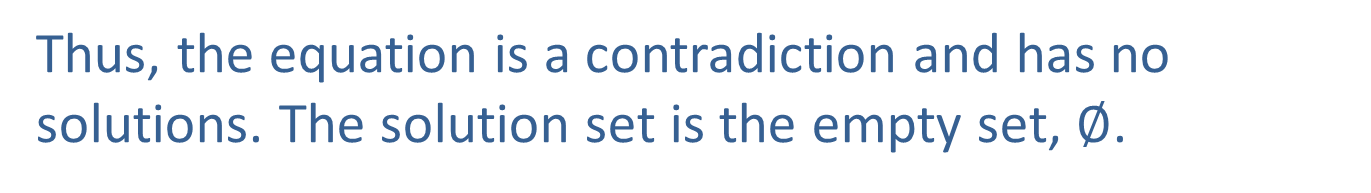 Thus, the equation is a contradiction and has no
solutions. The solution set is the empty set, Ø.